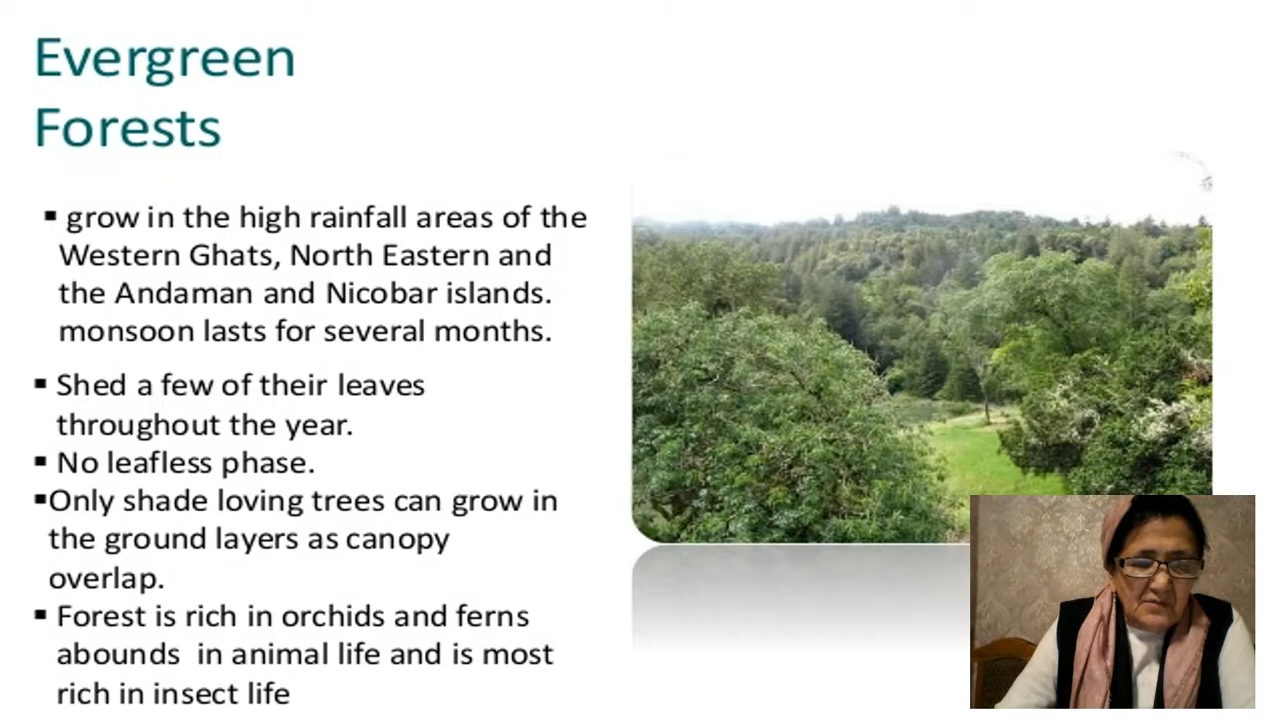 Evergreen
Forests
▪ grow in the high rainfall areas of the
Western Ghats, North Eastern and
the Andaman and Nicobar islands.
monsoon lasts for several months.
▪ Shed a few of their leaves
throughout the year.
▪ No leafless phase.
▪Only shade loving trees can grow in
the ground layers as canopy
overlap.
▪ Forest is rich in orchids and ferns
abounds  in animal life and is most
rich in insect life